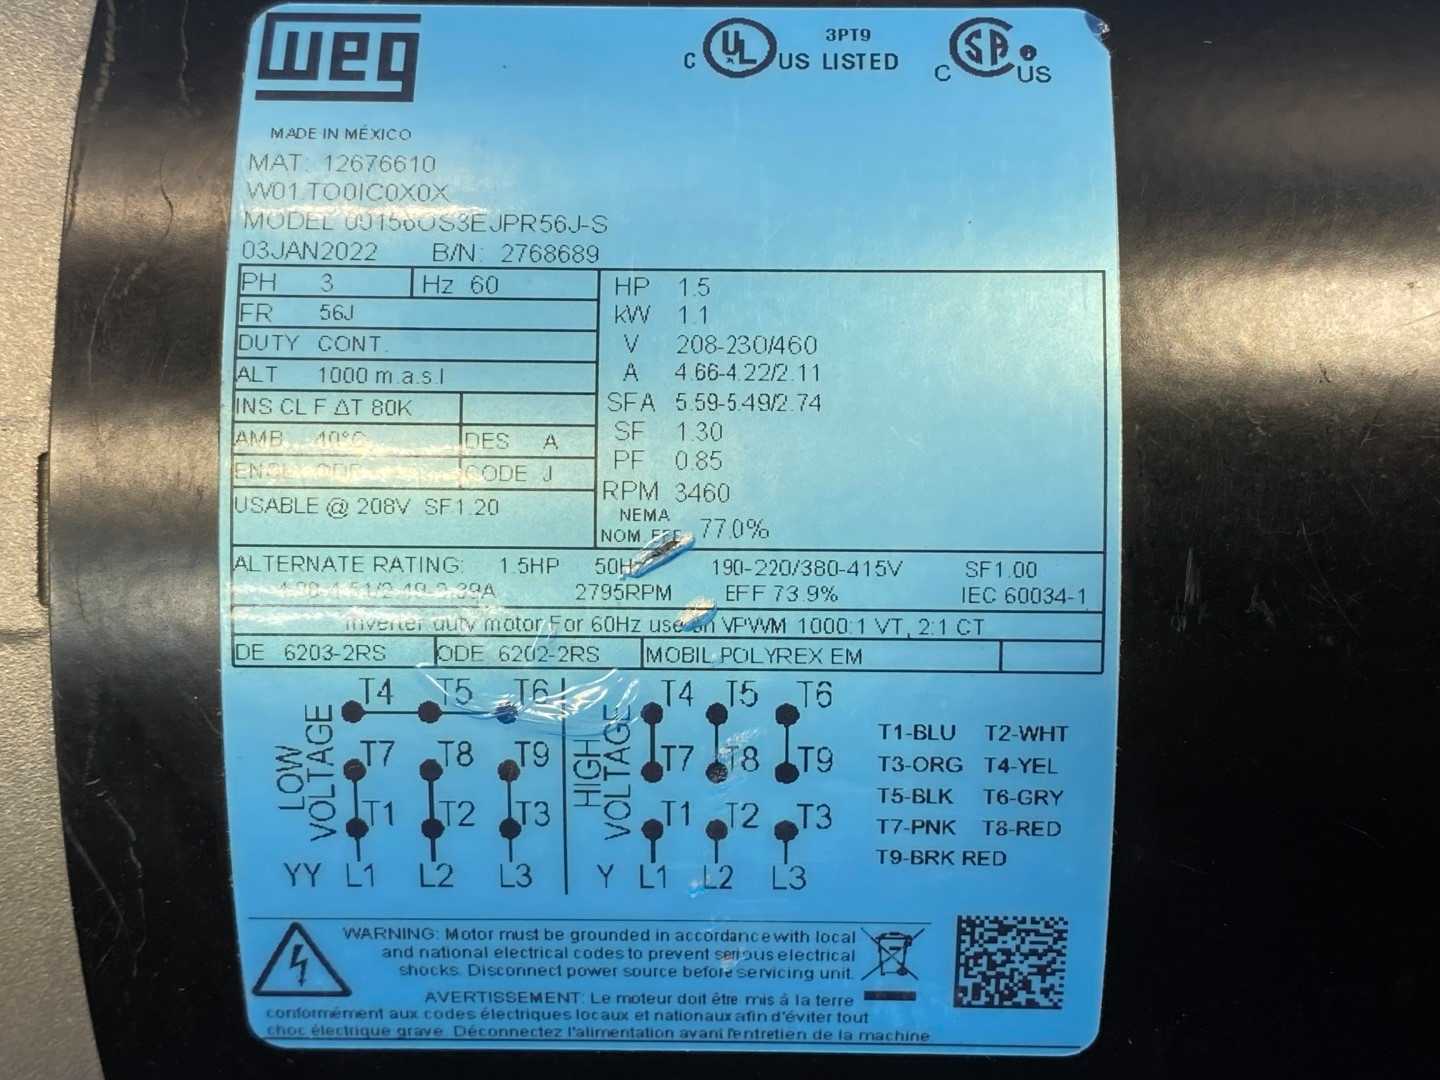 WEG
3PT9
C UL US LISTED
C SA US
MADE IN MÉXICO
MAT: 12676610
W01.TO0IC0X0X
MODEL 00156OS3EJPR56J-S
03JAN2022 B/N: 2768689
PH 3 Hz 60
FR 56J
DUTY CONT.
ALT 1000 m.a.s.l
INS CL F ΔT 80K
AMB 40°C DES A
ENCL ODP CODE J
USABLE @ 208V SF1.20
HP 1.5
kW 1.1
V 208-230/460
A 4.66-4.22/2.11
SFA 5.59-5.49/2.74
SF 1.30
PF 0.85
RPM 3460
NEMA
NOM. EFF 77.0%
ALTERNATE RATING: 1.5HP 50Hz 190-220/380-415V SF1.00
2795RPM EFF 73.9% IEC 60034-1
Inverter duty motor For 60Hz use on VPWM 1000:1 VT, 2:1 CT
DE 6203-2RS ODE 6202-2RS MOBIL POLYREX EM
LOW VOLTAGE
T4 T5 T6
T7 T8 T9
T1 T2 T3
YY L1 L2 L3
HIGH VOLTAGE
T4 T5 T6
T7 T8 T9
T1 T2 T3
Y L1 L2 L3
T1-BLU T2-WHT
T3-ORG T4-YEL
T5-BLK T6-GRY
T7-PNK T8-RED
T9-BRK RED
WARNING: Motor must be grounded in accordance with local
and national electrical codes to prevent serious electrical
shocks. Disconnect power source before servicing unit.
AVERTISSEMENT: Le moteur doit être mis à la terre
conformément aux codes électriques locaux et nationaux afin d'éviter tout
choc électrique grave. Déconnectez l'alimentation avant l'entretien de la machine